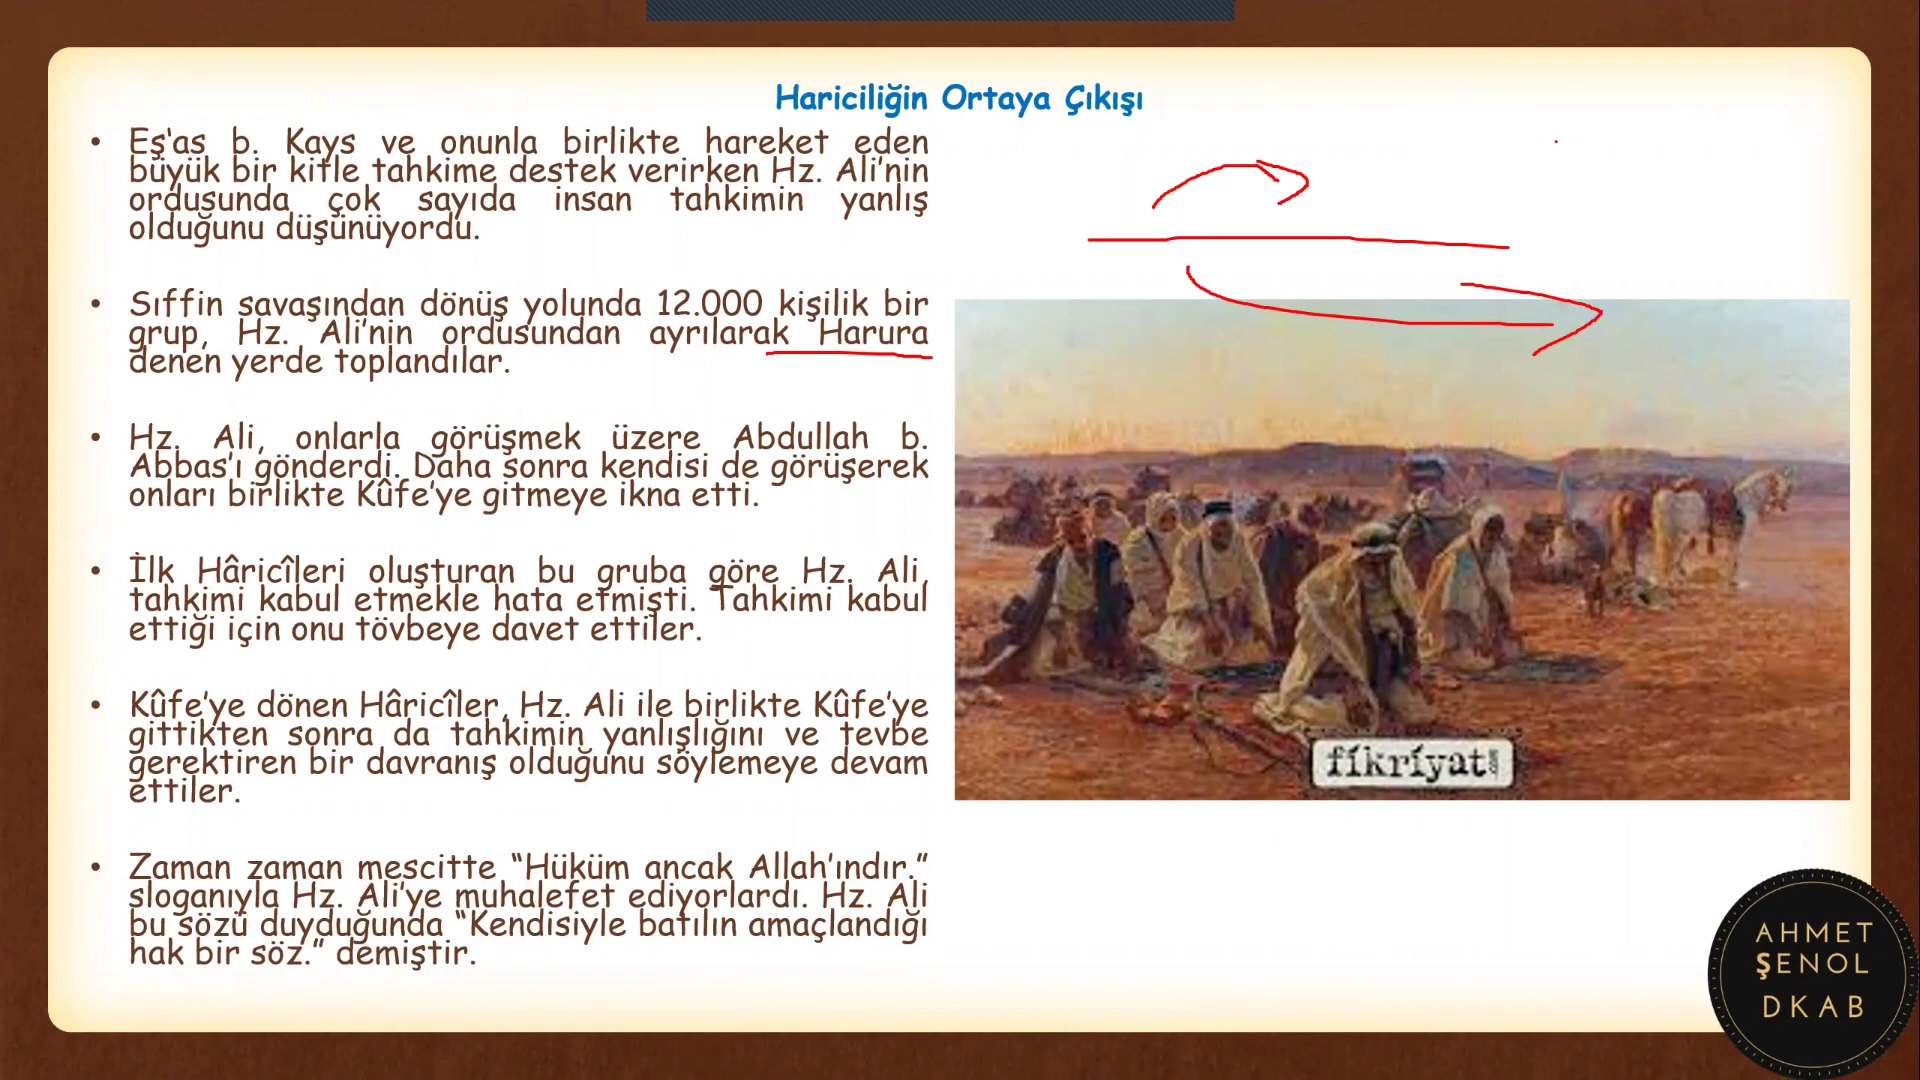 Hariciliğin Ortaya Çıkışı
• Eş'as b. Kays ve onunla birlikte hareket eden
büyük bir kitle tahkime destek verirken Hz. Ali'nin
ordusunda çok sayıda insan tahkimin yanlış
olduğunu düşünüyordu.
• Sıffin savaşından dönüş yolunda 12.000 kişilik bir
grup, Hz. Ali'nin ordusundan ayrılarak Harura
denen yerde toplandılar.
• Hz. Ali, onlarla görüşmek üzere Abdullah b.
Abbas'ı gönderdi. Daha sonra kendisi de görüşerek
onları birlikte Kûfe'ye gitmeye ikna etti.
• İlk Hâricîleri oluşturan bu gruba göre Hz. Ali,
tahkimi kabul etmekle hata etmişti. Tahkimi kabul
ettiği için onu tövbeye davet ettiler.
• Kûfe'ye dönen Hâricîler, Hz. Ali ile birlikte Kûfe'ye
gittikten sonra da tahkimin yanlışlığını ve tevbe
gerektiren bir davranış olduğunu söylemeye devam
ettiler.
• Zaman zaman mescitte “Hüküm ancak Allah'ındır.”
sloganıyla Hz. Ali'ye muhalefet ediyorlardı. Hz. Ali
bu sözü duyduğunda “Kendisiyle batılın amaçlandığı
hak bir söz.” demiştir.
fikriyat.com
AHMET
ŞENOL
DKAB